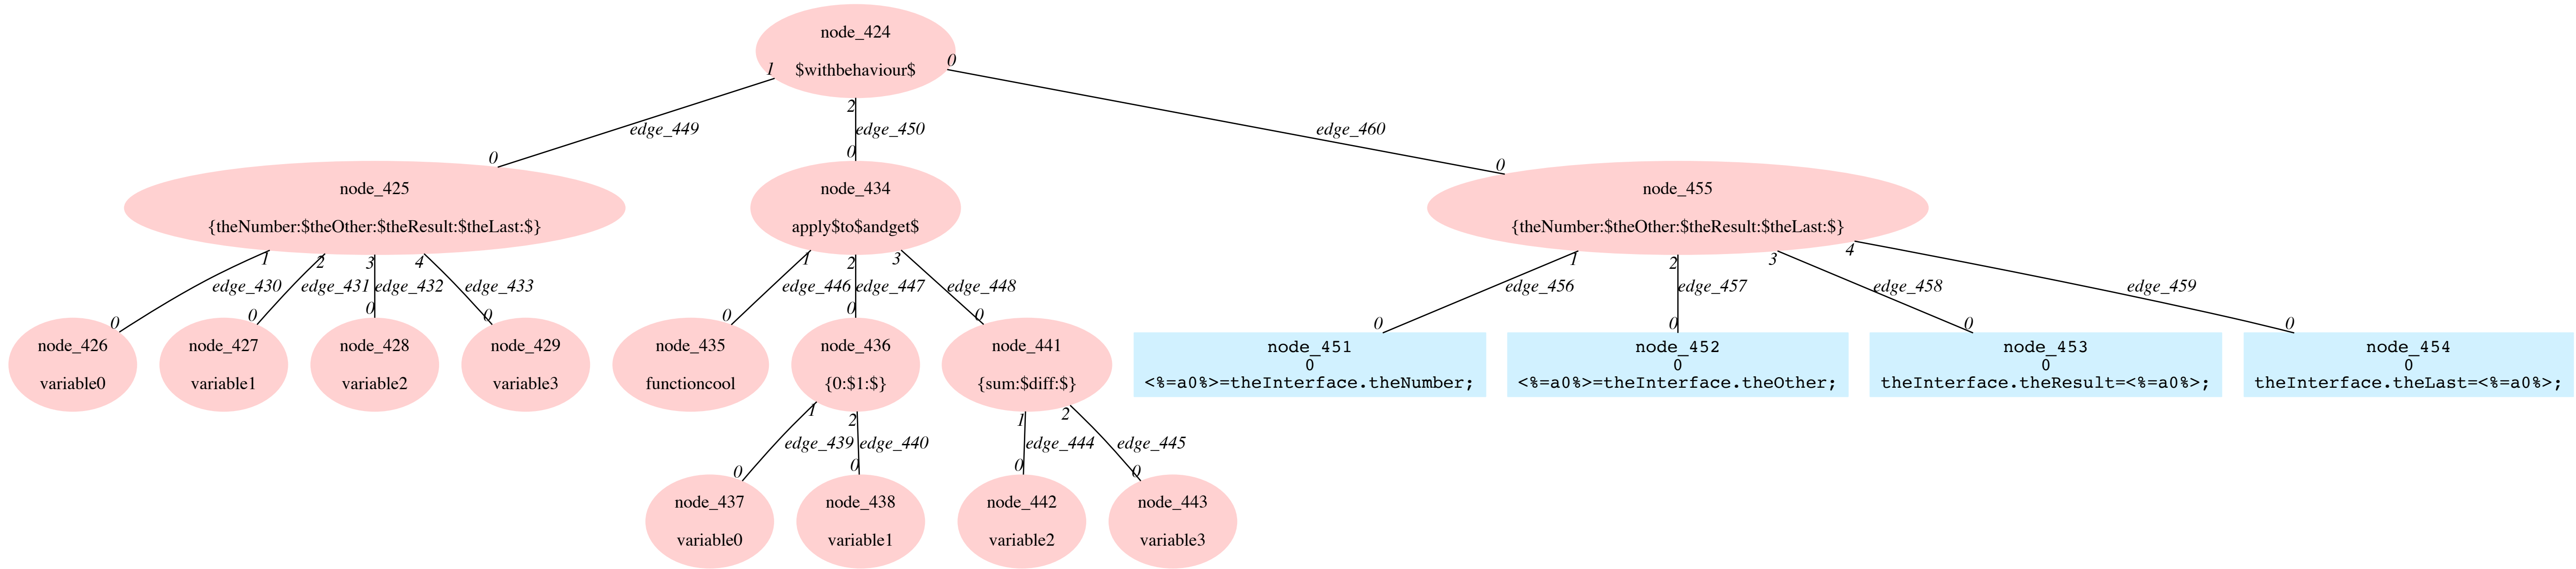 node_424
$withbehaviour$
1
2
0
edge_449
edge_450
edge_460
0
0
0
node_425
{theNumber:$theOther:$theResult:$theLast:$}
node_434
apply$to$andget$
node_455
{theNumber:$theOther:$theResult:$theLast:$}
1
2
3
4
1
2
3
1
2
3
4
edge_430
edge_431
edge_432
edge_433
edge_446
edge_447
edge_448
edge_456
edge_457
edge_458
edge_459
0
0
0
0
0
0
0
0
0
0
0
node_426
variable0
node_427
variable1
node_428
variable2
node_429
variable3
node_435
functioncool
node_436
{0:$1:$}
node_441
{sum:$diff:$}
node_451
0
<%=a0%>=theInterface.theNumber;
node_452
0
<%=a0%>=theInterface.theOther;
node_453
0
theInterface.theResult=<%=a0%>;
node_454
0
theInterface.theLast=<%=a0%>;
1
2
1
2
edge_439
edge_440
edge_444
edge_445
0
0
0
0
node_437
variable0
node_438
variable1
node_442
variable2
node_443
variable3